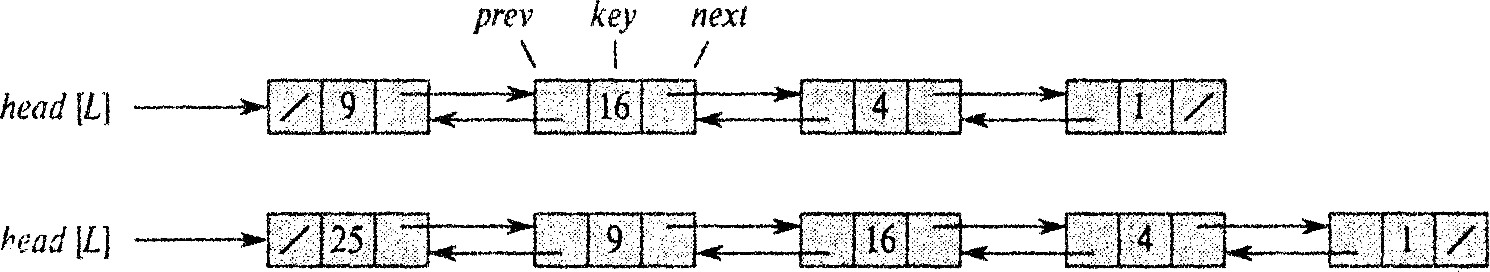 prev key next
head [L] / 9 16 4 1 /
head [L] / 25 9 16 4 1 /